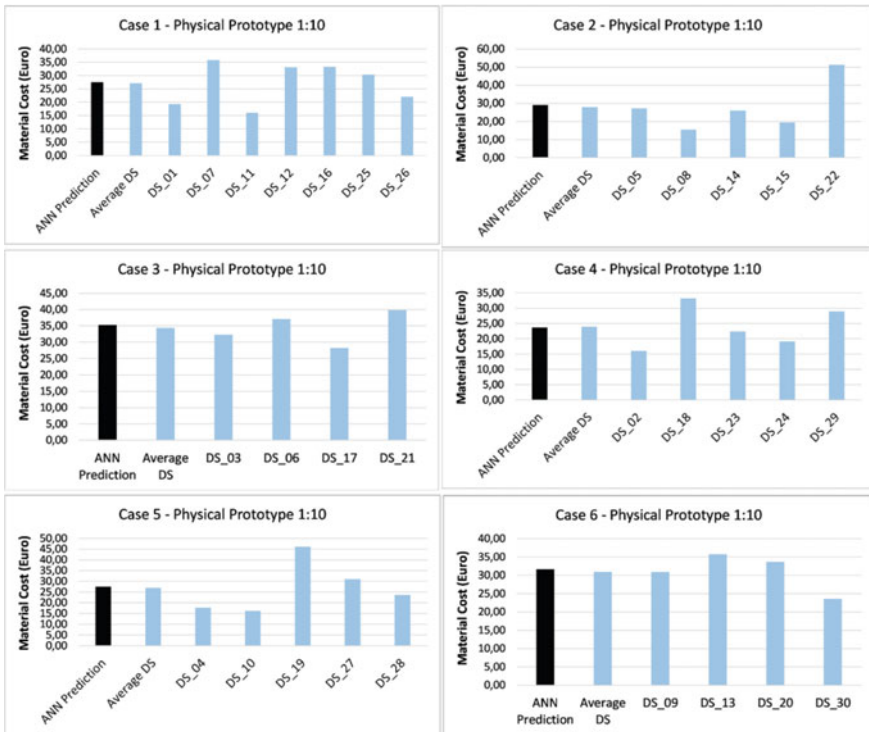 Case 1 - Physical Prototype 1:10
Material Cost (Euro)
40,00
35,00
30,00
25,00
20,00
15,00
10,00
5,00
0,00
ANN Prediction
Average DS
DS_01
DS_07
DS_11
DS_12
DS_16
DS_25
DS_26
Case 2 - Physical Prototype 1:10
Material Cost (Euro)
60,00
50,00
40,00
30,00
20,00
10,00
0,00
ANN Prediction
Average DS
DS_05
DS_08
DS_14
DS_15
DS_22
Case 3 - Physical Prototype 1:10
Material Cost (Euro)
45,00
40,00
35,00
30,00
25,00
20,00
15,00
10,00
5,00
0,00
ANN
Prediction
Average
DS
DS_03
DS_06
DS_17
DS_21
Case 4 - Physical Prototype 1:10
Material Cost (Euro)
35,00
30,00
25,00
20,00
15,00
10,00
5,00
0,00
ANN Prediction
Average DS
DS_02
DS_18
DS_23
DS_24
DS_29
Case 5 - Physical Prototype 1:10
Material Cost (Euro)
50,00
45,00
40,00
35,00
30,00
25,00
20,00
15,00
10,00
5,00
0,00
ANN Prediction
Average DS
DS_04
DS_10
DS_19
DS_27
DS_28
Case 6 - Physical Prototype 1:10
Material Cost (Euro)
40,00
35,00
30,00
25,00
20,00
15,00
10,00
5,00
0,00
ANN
Prediction
Average
DS
DS_09
DS_13
DS_20
DS_30